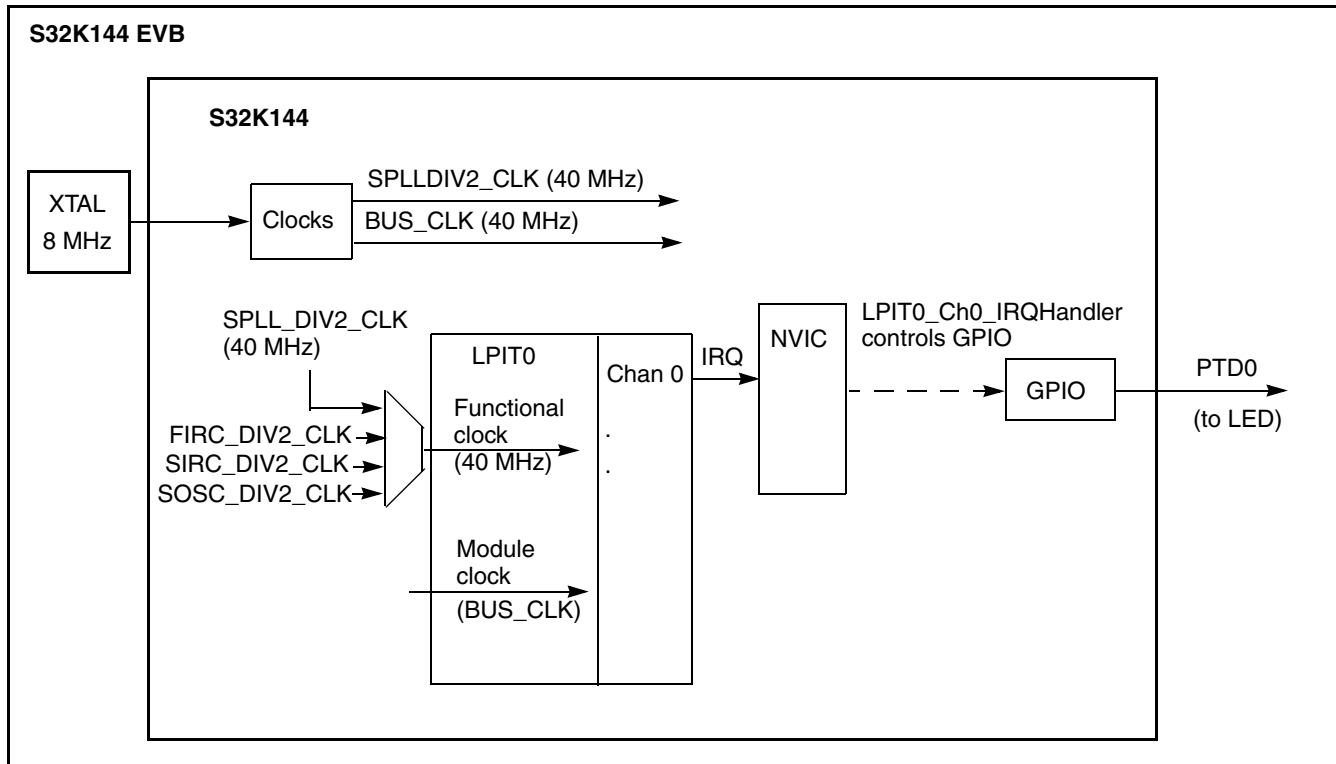 S32K144 EVB
S32K144
XTAL
8 MHz
Clocks
SPLLDIV2_CLK (40 MHz)
BUS_CLK (40 MHz)
SPLL_DIV2_CLK
(40 MHz)
FIRC_DIV2_CLK
SIRC_DIV2_CLK
SOSC_DIV2_CLK
LPIT0
Functional
clock
(40 MHz)
Module
clock
(BUS_CLK)
Chan 0
.
.
IRQ
NVIC
LPIT0_Ch0_IRQHandler
controls GPIO
GPIO
PTD0
(to LED)